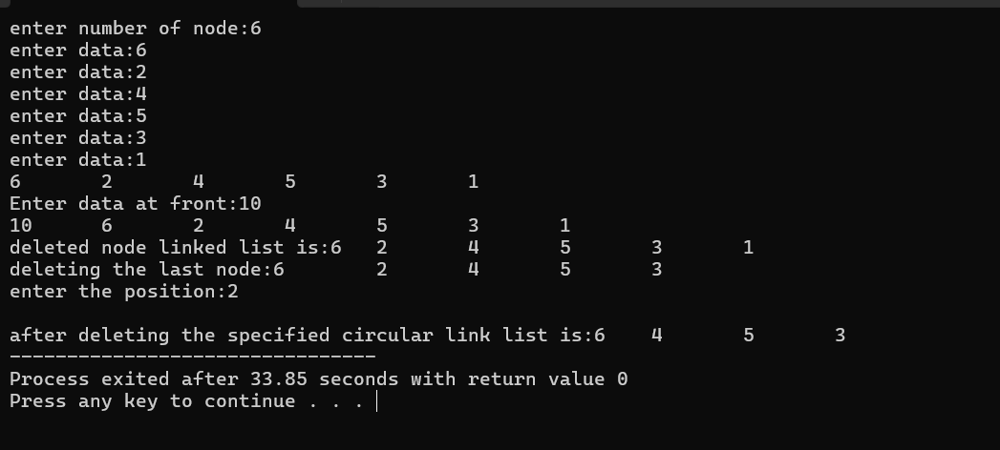 enter number of node:6
enter data:6
enter data:2
enter data:4
enter data:5
enter data:3
enter data:1
6       2       4       5       3       1
Enter data at front:10
10      6       2       4       5       3       1
deleted node linked list is:6   2       4       5       3       1
deleting the last node:6        2       4       5       3
enter the position:2

after deleting the specified circular link list is:6    4       5       3
--------------------------------
Process exited after 33.85 seconds with return value 0
Press any key to continue . . .